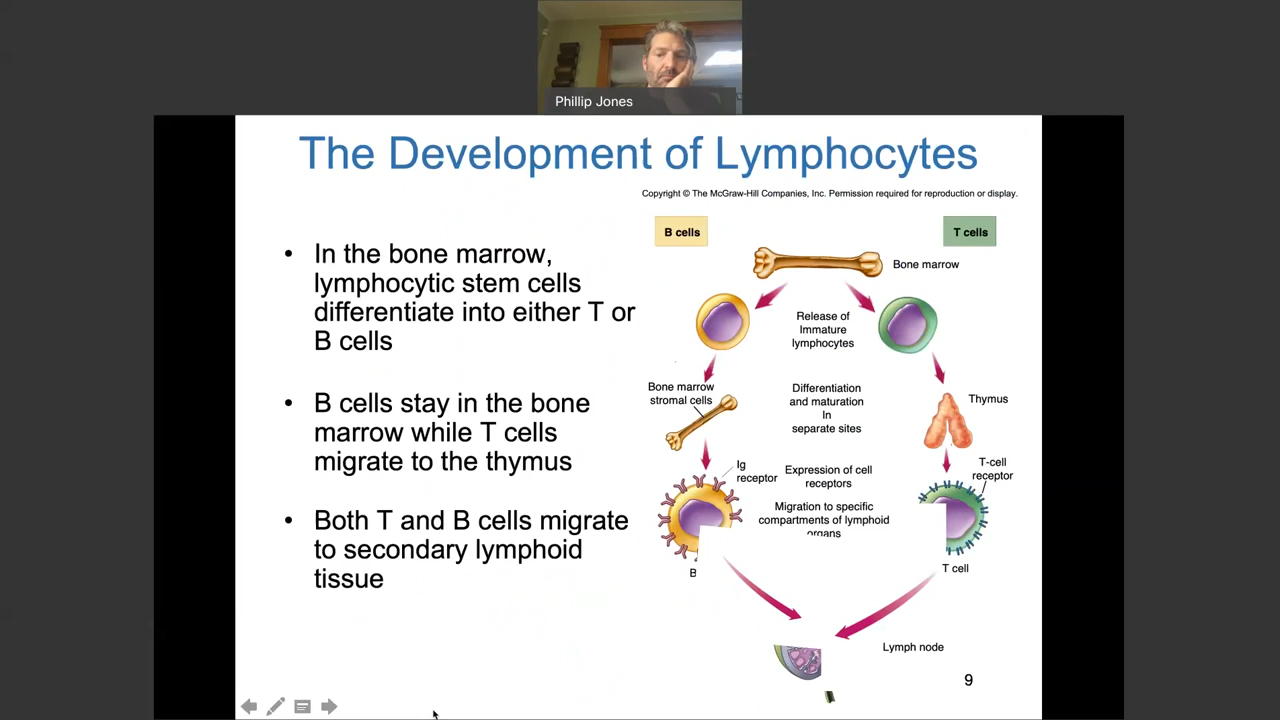 Phillip Jones
The Development of Lymphocytes
Copyright © The McGraw-Hill Companies, Inc. Permission required for reproduction or display.
• In the bone marrow,
lymphocytic stem cells
differentiate into either T or
B cells
• B cells stay in the bone
marrow while T cells
migrate to the thymus
• Both T and B cells migrate
to secondary lymphoid
tissue
B cells
T cells
Bone marrow
Release of
Immature
lymphocytes
Bone marrow
stromal cells
Differentiation
and maturation
In
separate sites
Thymus
Ig
receptor
Expression of cell
receptors
T-cell
receptor
Migration to specific
compartments of lymphoid
organs
B
T cell
Lymph node
9